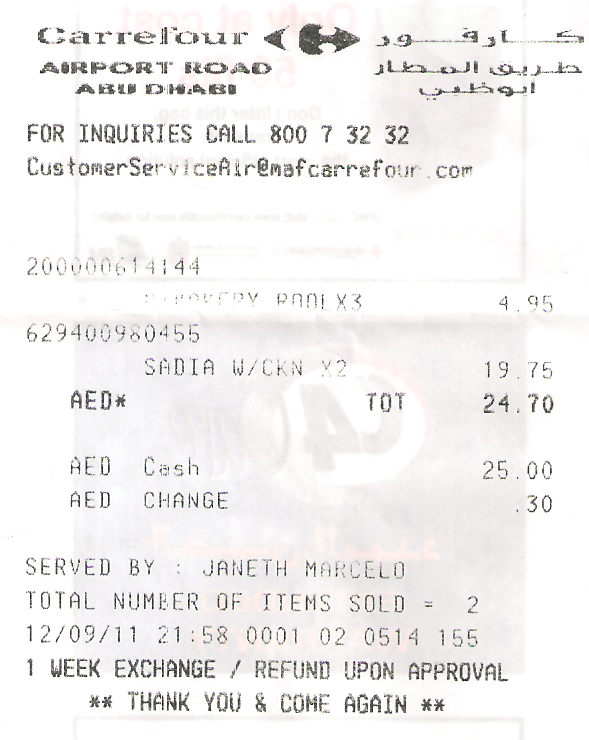 Carrefour كارفور
AIRPORT ROAD طريق المطار
ABU DHABI ابوظبي
FOR INQUIRIES CALL 800 7 32 32
CustomerServiceAir@mafcarrefour.com
200000614144
4.95
629400980455
SADIA W/CKN X2 19.75
AED* TOT 24.70
AED Cash 25.00
AED CHANGE .30
SERVED BY : JANETH MARCELO
TOTAL NUMBER OF ITEMS SOLD = 2
12/09/11 21:58 0001 02 0514 155
1 WEEK EXCHANGE / REFUND UPON APPROVAL
** THANK YOU & COME AGAIN **